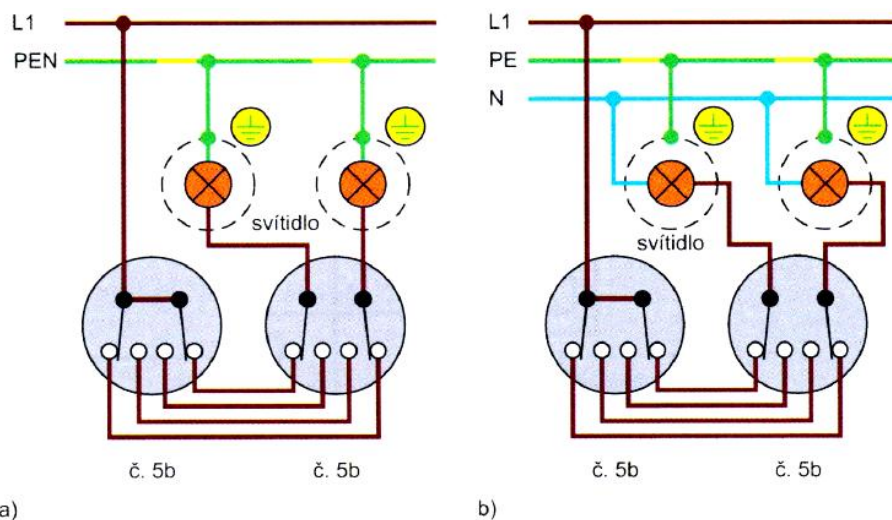 L1
PEN
svítidlo
č. 5b
č. 5b
a)
L1
PE
N
svítidlo
č. 5b
č. 5b
b)